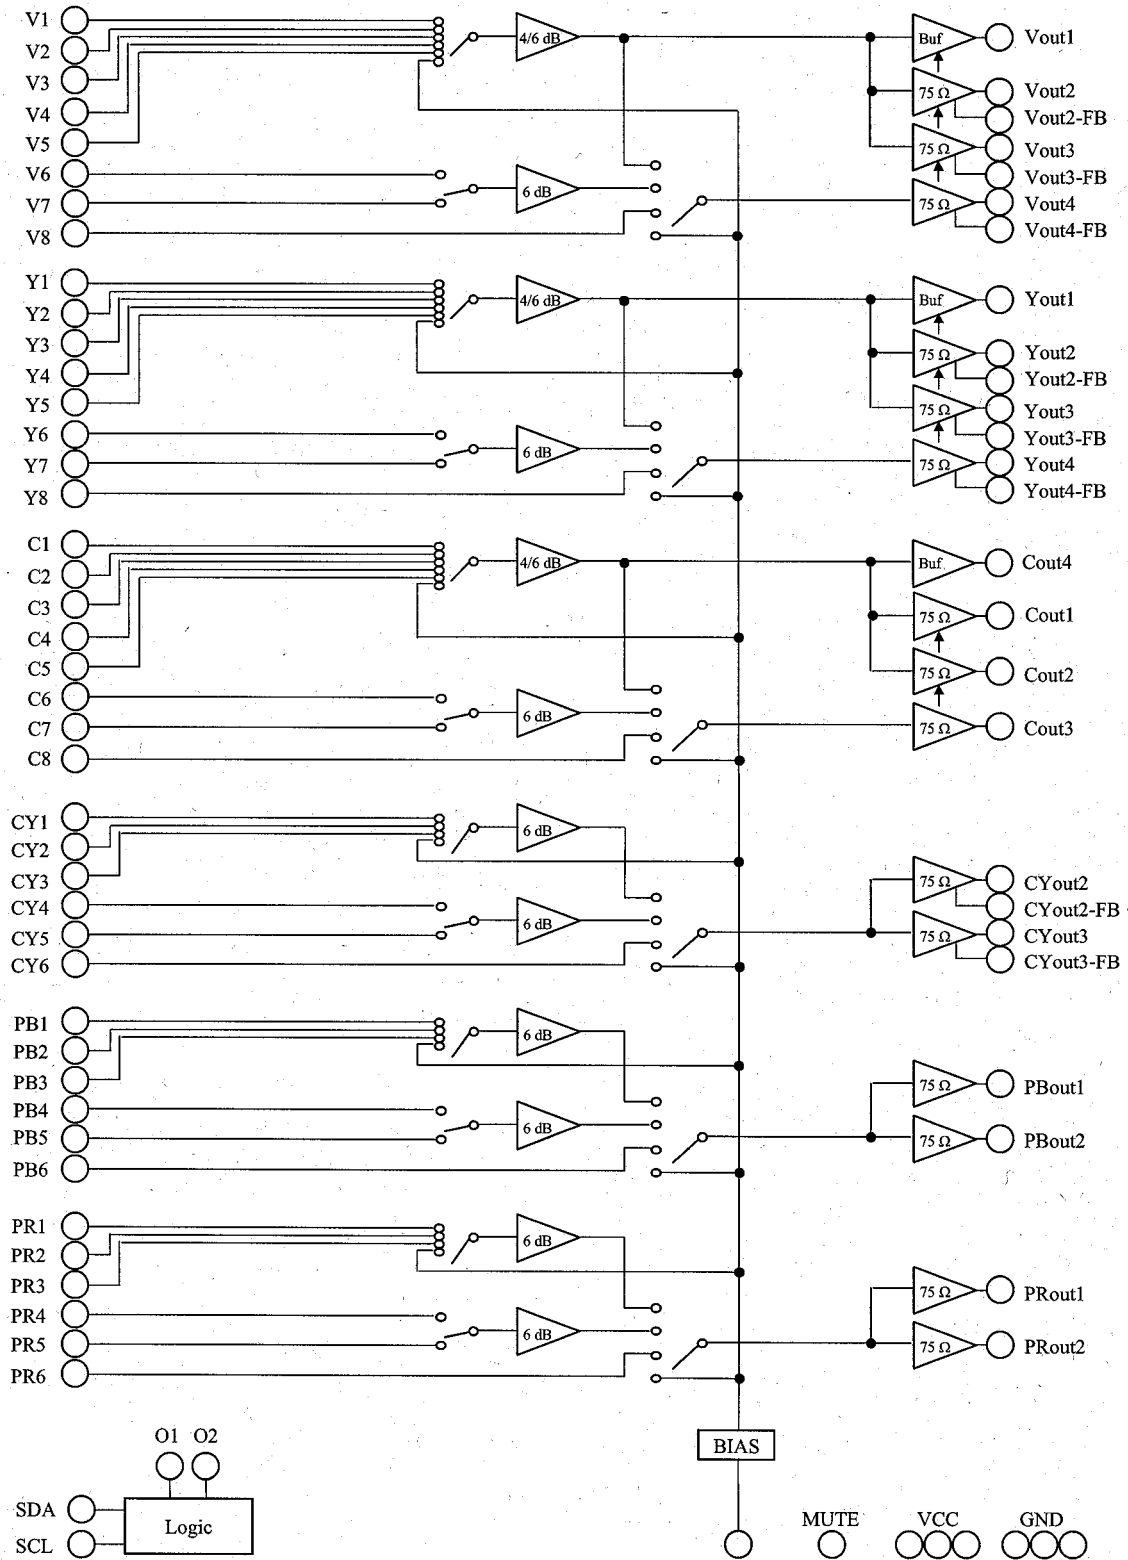 V1
4/6 dB
Buf
Vout1
V2
75 Ω
Vout2
V3
Vout2-FB
V4
75 Ω
Vout3
V5
Vout3-FB
V6
6 dB
75 Ω
Vout4
V7
Vout4-FB
V8
Y1
4/6 dB
Buf
Yout1
Y2
75 Ω
Yout2
Y3
Yout2-FB
Y4
75 Ω
Yout3
Y5
Yout3-FB
Y6
6 dB
75 Ω
Yout4
Y7
Yout4-FB
Y8
C1
4/6 dB
Buf
Cout4
C2
75 Ω
Cout1
C3
C4
75 Ω
Cout2
C5
C6
6 dB
75 Ω
Cout3
C7
C8
CY1
6 dB
CY2
CY3
75 Ω
CYout2
CY4
CYout2-FB
CY5
6 dB
75 Ω
CYout3
CY6
CYout3-FB
PB1
6 dB
PB2
PB3
75 Ω
PBout1
PB4
PB5
6 dB
75 Ω
PBout2
PB6
PR1
6 dB
PR2
PR3
75 Ω
PRout1
PR4
PR5
6 dB
75 Ω
PRout2
PR6
O1 O2
BIAS
SDA
Logic
SCL
MUTE
VCC
GND